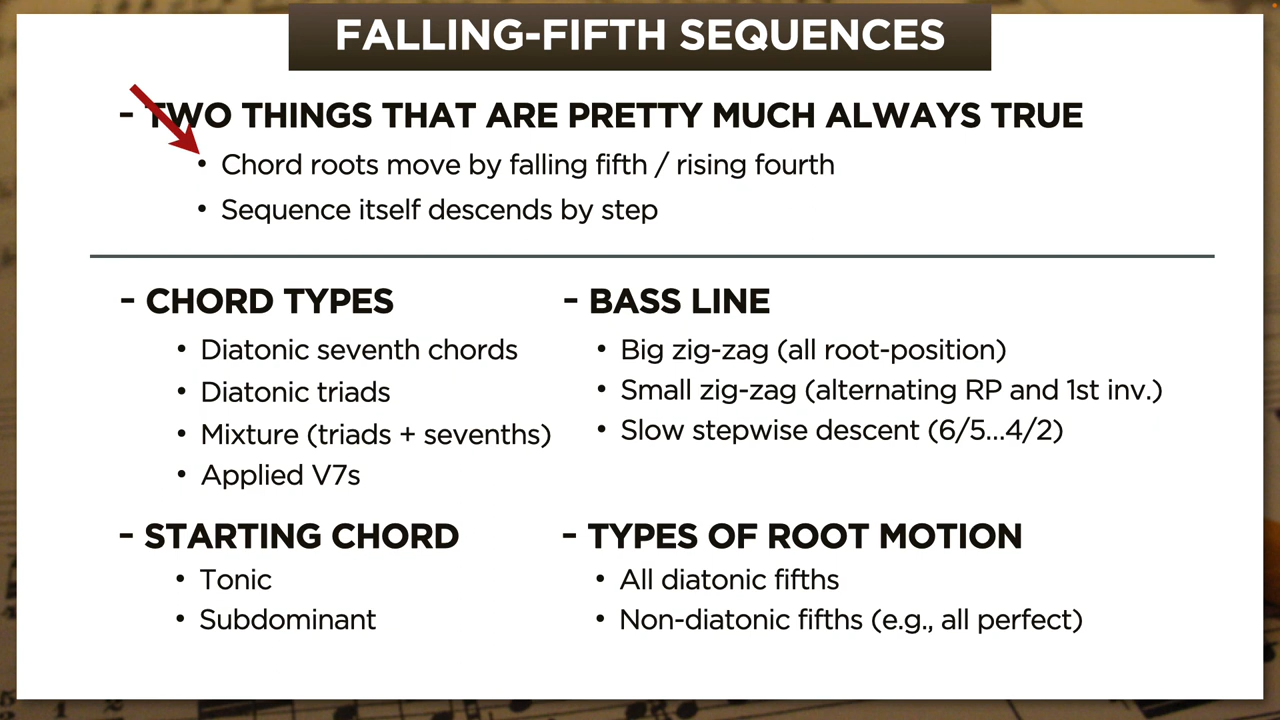 FALLING-FIFTH SEQUENCES
- TWO THINGS THAT ARE PRETTY MUCH ALWAYS TRUE
• Chord roots move by falling fifth / rising fourth
• Sequence itself descends by step
- CHORD TYPES
• Diatonic seventh chords
• Diatonic triads
• Mixture (triads + sevenths)
• Applied V7s
- BASS LINE
• Big zig-zag (all root-position)
• Small zig-zag (alternating RP and 1st inv.)
• Slow stepwise descent (6/5...4/2)
- STARTING CHORD
• Tonic
• Subdominant
- TYPES OF ROOT MOTION
• All diatonic fifths
• Non-diatonic fifths (e.g., all perfect)